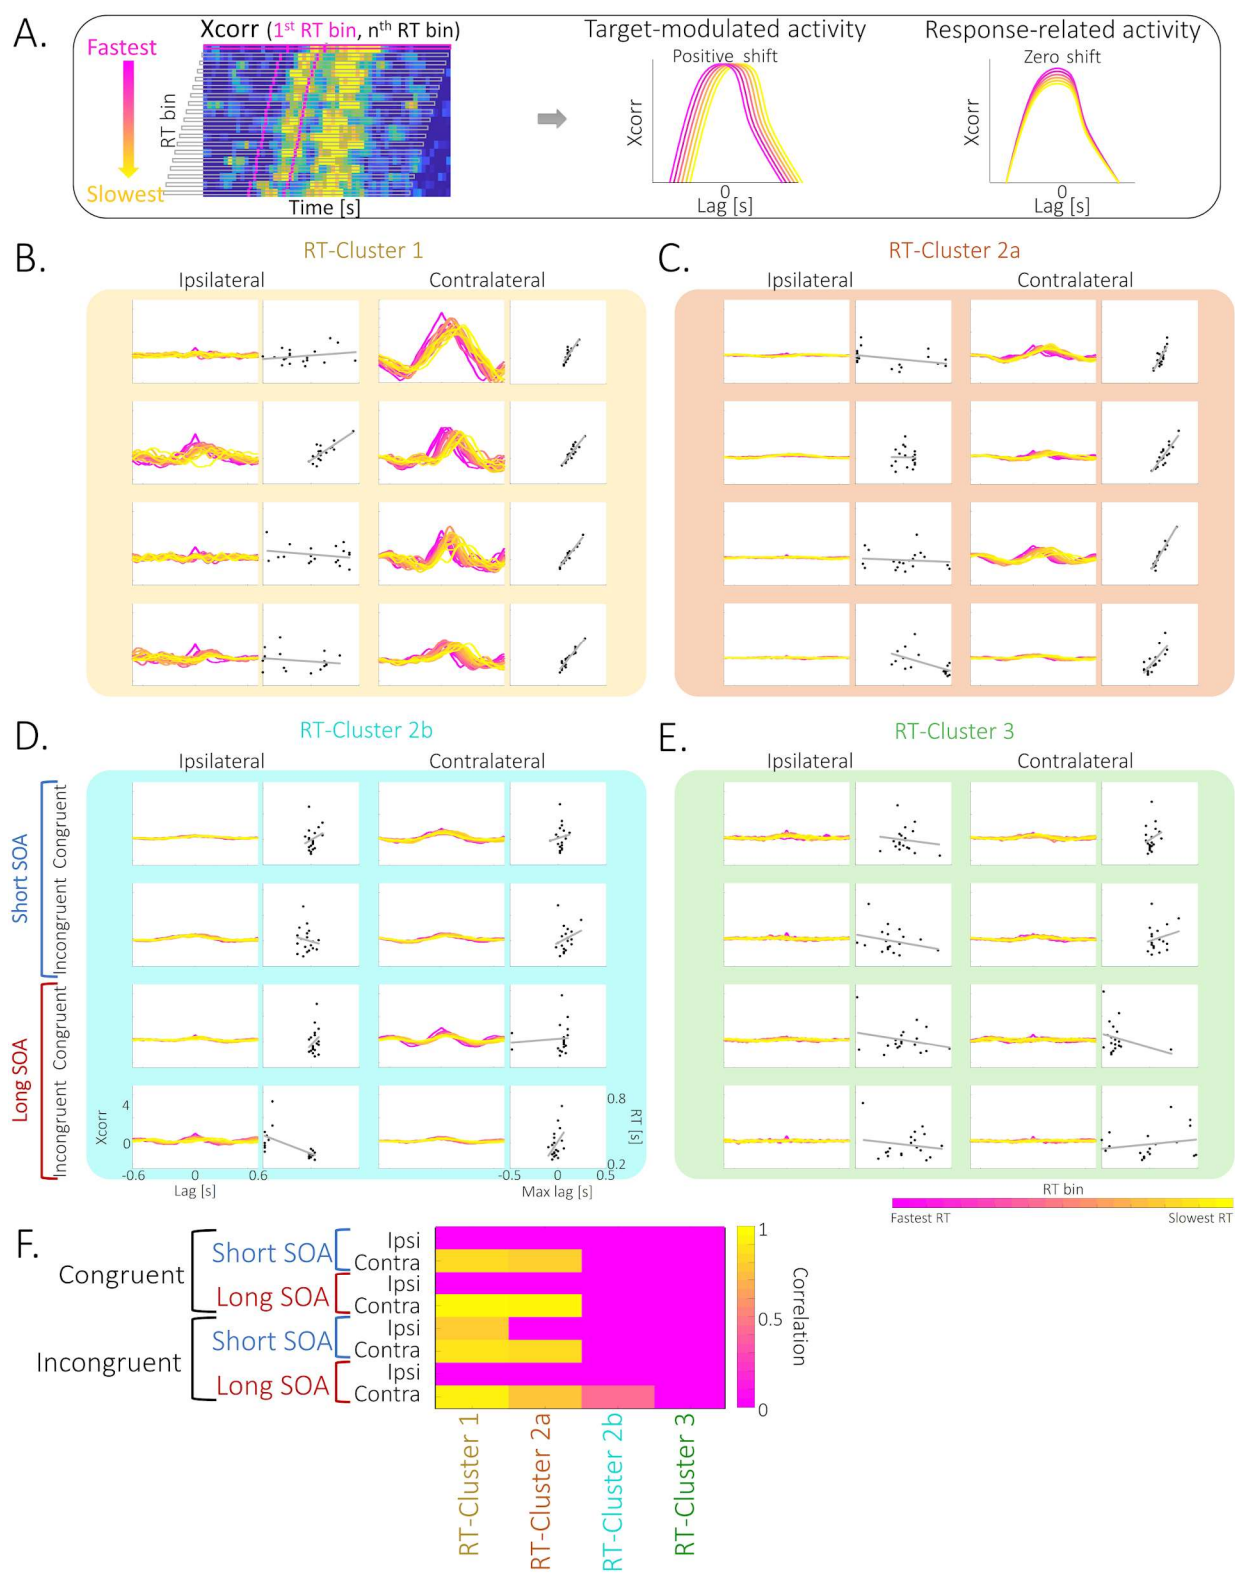 A.
Fastest
RT bin
Slowest
Xcorr (1st RT bin, nth RT bin)
Time [s]
Target-modulated activity
Positive shift
Xcorr
0
Lag [s]
Response-related activity
Zero shift
Xcorr
0
Lag [s]
B.
RT-Cluster 1
Ipsilateral
Contralateral
C.
RT-Cluster 2a
Ipsilateral
Contralateral
D.
RT-Cluster 2b
Ipsilateral
Contralateral
Short SOA
Congruent
Incongruent
Long SOA
Congruent
Incongruent
Xcorr
4
0
-0.6 0 0.6
Lag [s]
0.8
RT [s]
0.2
-0.5 0 0.5
Max lag [s]
E.
RT-Cluster 3
Ipsilateral
Contralateral
RT bin
Fastest RT
Slowest RT
F.
Congruent
Short SOA
Ipsi
Contra
Long SOA
Ipsi
Contra
Incongruent
Short SOA
Ipsi
Contra
Long SOA
Ipsi
Contra
1
0.5
0
Correlation
RT-Cluster 1
RT-Cluster 2a
RT-Cluster 2b
RT-Cluster 3